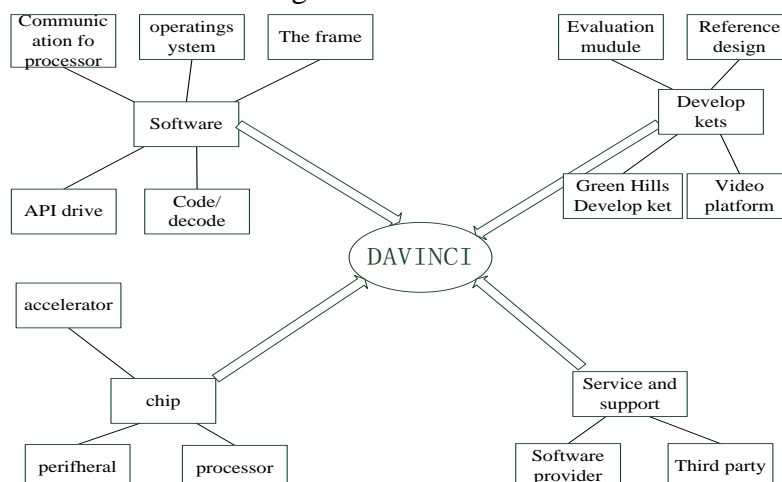 Communic
ation fo
processor
operatings
ystem
The frame
Software
API drive
Code/
decode
Evaluation
mudule
Reference
design
Develop
kets
Green Hills
Develop ket
Video
platform
DAVINCI
accelerator
chip
perifheral
processor
Service and
support
Software
provider
Third party